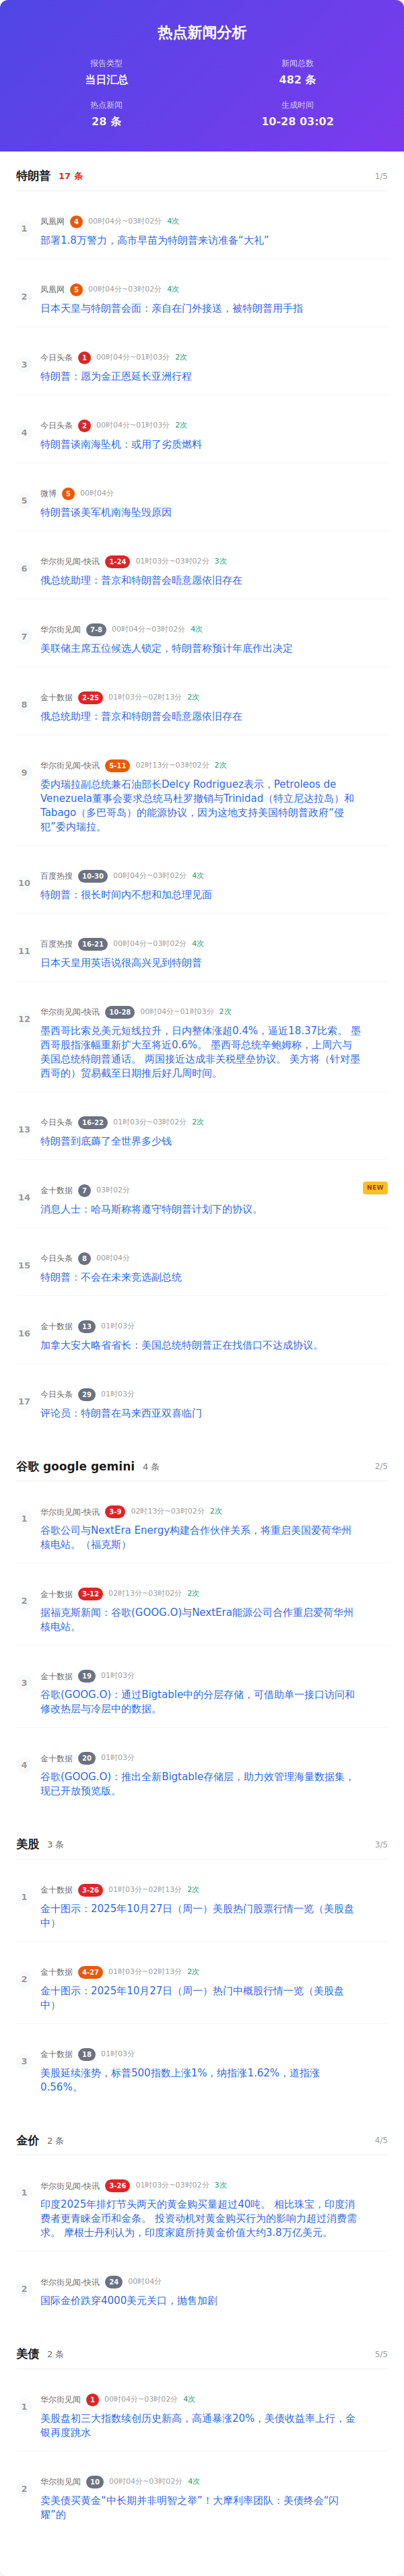 热点新闻分析
报告类型
新闻总数
当日汇总
482 条
热点新闻
生成时间
28 条
10-28 03:02
特朗普 17 条 1/5
1
凤凰网 4 00时04分~03时02分 4次
部署1.8万警力，高市早苗为特朗普来访准备“大礼”
2
凤凰网 5 00时04分~03时02分 4次
日本天皇与特朗普会面：亲自在门外接送，被特朗普用手指
3
今日头条 1 00时04分~01时03分 2次
特朗普：愿为金正恩延长亚洲行程
4
今日头条 2 00时04分~01时03分 2次
特朗普谈南海坠机：或用了劣质燃料
5
微博 5 00时04分
特朗普谈美军机南海坠毁原因
6
华尔街见闻-快讯 1-24 01时03分~03时02分 3次
俄总统助理：普京和特朗普会晤意愿依旧存在
7
华尔街见闻 7-8 00时04分~03时02分 4次
美联储主席五位候选人锁定，特朗普称预计年底作出决定
8
金十数据 2-25 01时03分~02时13分 2次
俄总统助理：普京和特朗普会晤意愿依旧存在
9
华尔街见闻-快讯 5-11 02时13分~03时02分 2次
委内瑞拉副总统兼石油部长Delcy Rodriguez表示，Petroleos de
Venezuela董事会要求总统马杜罗撤销与Trinidad（特立尼达拉岛）和
Tabago（多巴哥岛）的能源协议，因为这地支持美国特朗普政府“侵
犯”委内瑞拉。
10
百度热搜 10-30 00时04分~03时02分 4次
特朗普：很长时间内不想和加总理见面
11
百度热搜 16-21 00时04分~03时02分 4次
日本天皇用英语说很高兴见到特朗普
12
华尔街见闻-快讯 10-28 00时04分~01时03分 2次
墨西哥比索兑美元短线拉升，日内整体涨超0.4%，逼近18.37比索。 墨
西哥股指涨幅重新扩大至将近0.6%。 墨西哥总统辛鲍姆称，上周六与
美国总统特朗普通话。 两国接近达成非关税壁垒协议。 美方将（针对墨
西哥的）贸易截至日期推后好几周时间。
13
今日头条 16-22 01时03分~03时02分 2次
特朗普到底薅了全世界多少钱
14
金十数据 7 03时02分
NEW
消息人士：哈马斯称将遵守特朗普计划下的协议。
15
今日头条 8 00时04分
特朗普：不会在未来竞选副总统
16
金十数据 13 01时03分
加拿大安大略省省长：美国总统特朗普正在找借口不达成协议。
17
今日头条 29 01时03分
评论员：特朗普在马来西亚双喜临门
谷歌 google gemini 4 条 2/5
1
华尔街见闻-快讯 3-9 02时13分~03时02分 2次
谷歌公司与NextEra Energy构建合作伙伴关系，将重启美国爱荷华州
核电站。（福克斯）
2
金十数据 3-12 02时13分~03时02分 2次
据福克斯新闻：谷歌(GOOG.O)与NextEra能源公司合作重启爱荷华州
核电站。
3
金十数据 19 01时03分
谷歌(GOOG.O)：通过Bigtable中的分层存储，可借助单一接口访问和
修改热层与冷层中的数据。
4
金十数据 20 01时03分
谷歌(GOOG.O)：推出全新Bigtable存储层，助力效管理海量数据集，
现已开放预览版。
美股 3 条 3/5
1
金十数据 3-26 01时03分~02时13分 2次
金十图示：2025年10月27日（周一）美股热门股票行情一览（美股盘
中）
2
金十数据 4-27 01时03分~02时13分 2次
金十图示：2025年10月27日（周一）热门中概股行情一览（美股盘
中）
3
金十数据 18 01时03分
美股延续涨势，标普500指数上涨1%，纳指涨1.62%，道指涨
0.56%。
金价 2 条 4/5
1
华尔街见闻-快讯 3-26 01时03分~03时02分 3次
印度2025年排灯节头两天的黄金购买量超过40吨。 相比珠宝，印度消
费者更青睐金币和金条。 投资动机对黄金购买行为的影响力超过消费需
求。 摩根士丹利认为，印度家庭所持黄金价值大约3.8万亿美元。
2
华尔街见闻-快讯 24 00时04分
国际金价跌穿4000美元关口，抛售加剧
美债 2 条 5/5
1
华尔街见闻 1 00时04分~03时02分 4次
美股盘初三大指数续创历史新高，高通暴涨20%，美债收益率上行，金
银再度跳水
2
华尔街见闻 10 00时04分~03时02分 4次
卖美债买黄金“中长期并非明智之举”！大摩利率团队：美债终会“闪
耀”的